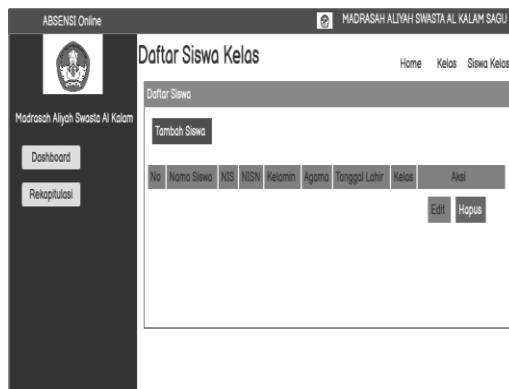 ABSENSI Online
MADRASAH ALIYAH SWASTA AL KALAM SAGU
Daftar Siswa Kelas
Home Kelas Siswa Kelas
Madrasah Aliyah Swasta Al Kalam
Dashboard
Rekapitulasi
Daftar Siswa
Tambah Siswa
No Nama Siswa NIS NISN Kelamin Agama Tanggal Lahir Kelas Aksi
Edit Hapus